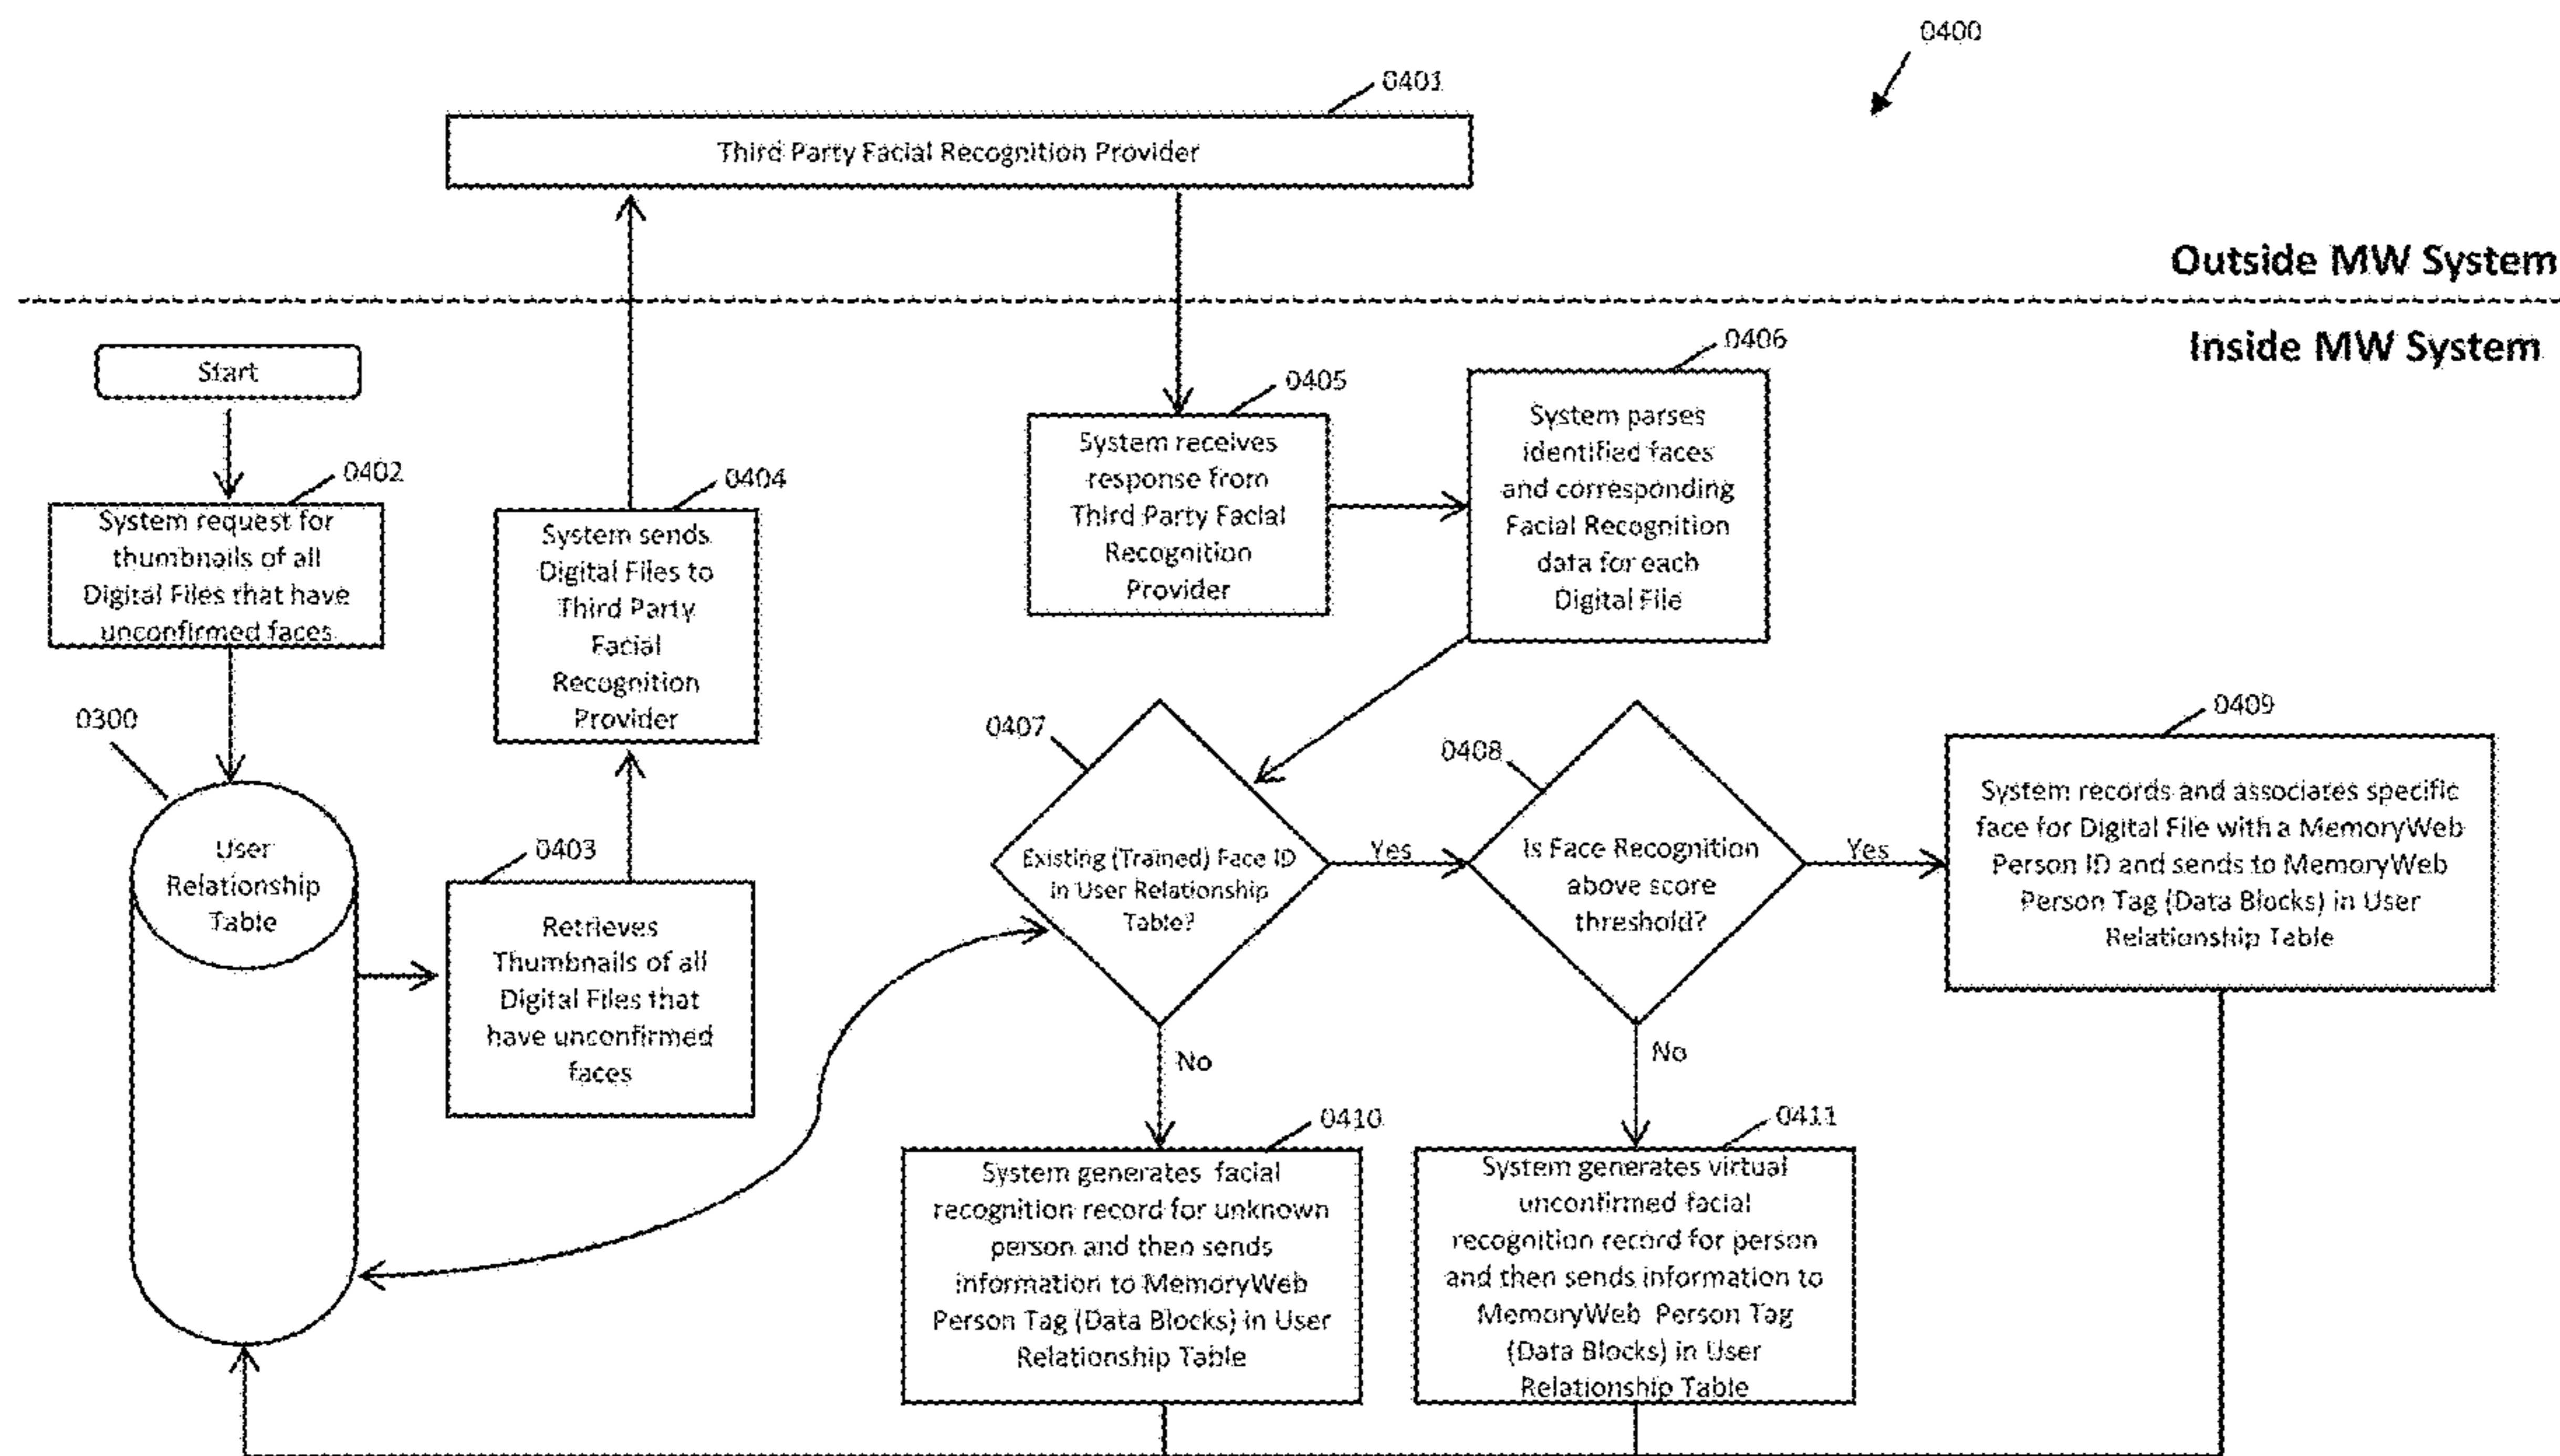 0400
0401
Third Party Facial Recognition Provider
Outside MW System
Inside MW System
Start
0402
System request for
thumbnails of all
Digital Files that have
unconfirmed faces
0300
User
Relationship
Table
0403
Retrieves
Thumbnails of all
Digital Files that
have unconfirmed
faces
0404
System sends
Digital Files to
Third Party
Facial
Recognition
Provider
0405
System receives
response from
Third Party Facial
Recognition
Provider
0406
System parses
identified faces
and corresponding
Facial Recognition
data for each
Digital File
0407
Existing (Trained) Face ID
in User Relationship
Table?
Yes
No
0408
Is Face Recognition
above score
threshold?
Yes
No
0409
System records and associates specific
face for Digital File with a MemoryWeb
Person ID and sends to MemoryWeb
Person Tag (Data Blocks) in User
Relationship Table
0410
System generates facial
recognition record for unknown
person and then sends
information to MemoryWeb
Person Tag (Data Blocks) in User
Relationship Table
0411
System generates virtual
unconfirmed facial
recognition record for person
and then sends information to
MemoryWeb Person Tag
(Data Blocks) in User
Relationship Table